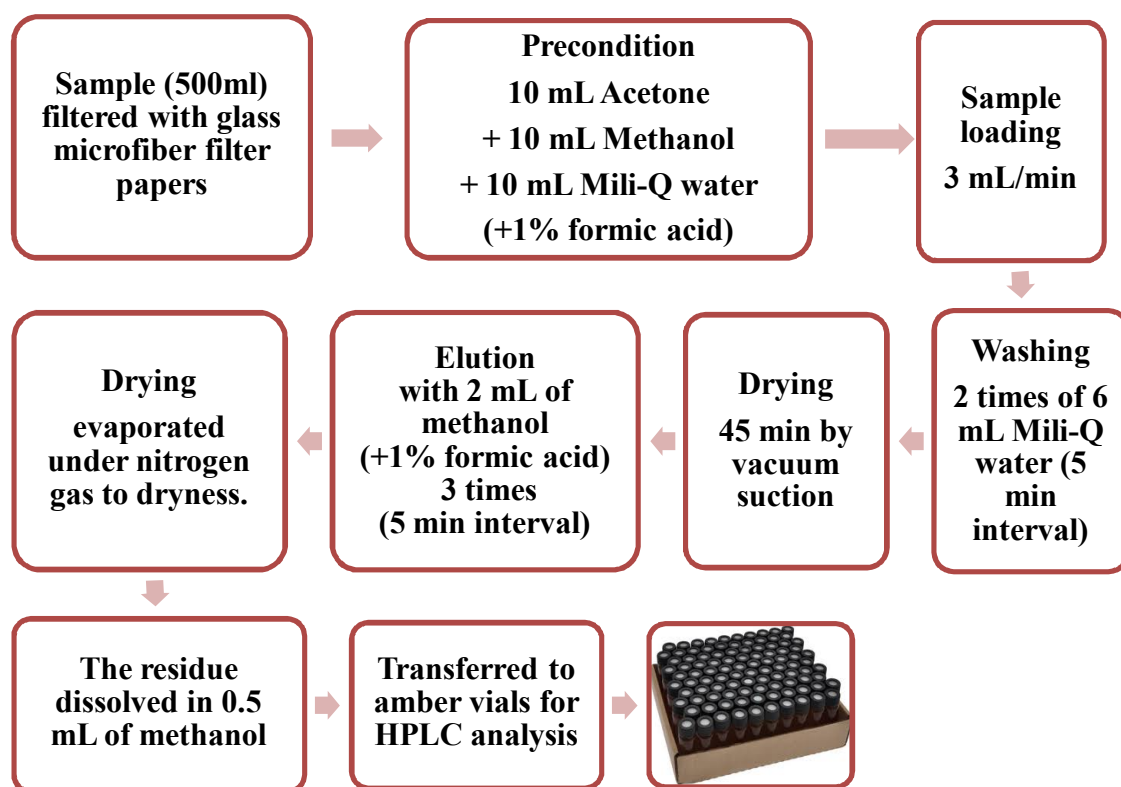 Sample (500ml)
filtered with glass
microfiber filter
papers
Precondition
10 mL Acetone
+ 10 mL Methanol
+ 10 mL Mili-Q water
(+1% formic acid)
Sample
loading
3 mL/min
Washing
2 times of 6
mL Mili-Q
water (5
min
interval)
Drying
45 min by
vacuum
suction
Elution
with 2 mL of
methanol
(+1% formic acid)
3 times
(5 min interval)
Drying
evaporated
under nitrogen
gas to dryness.
The residue
dissolved in 0.5
mL of methanol
Transferred to
amber vials for
HPLC analysis